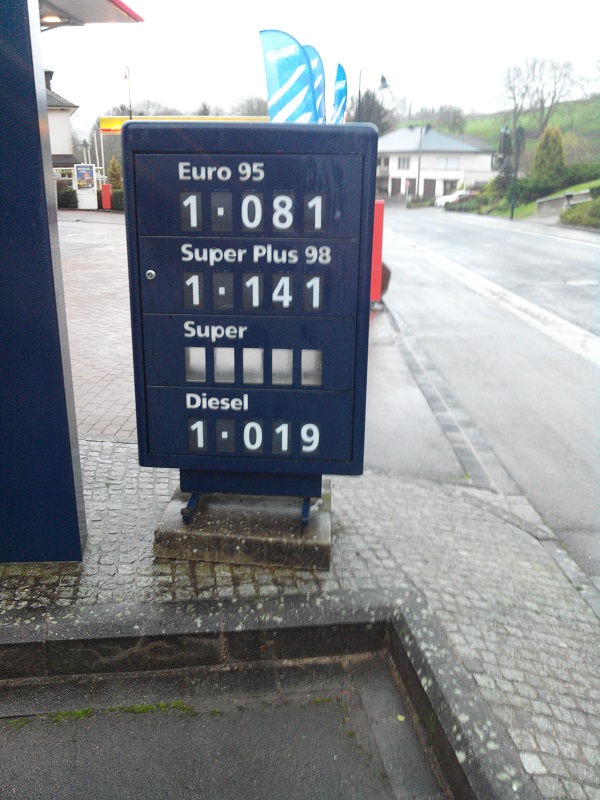 Euro 95
1.081
Super Plus 98
1.141
Super
Diesel
1.019